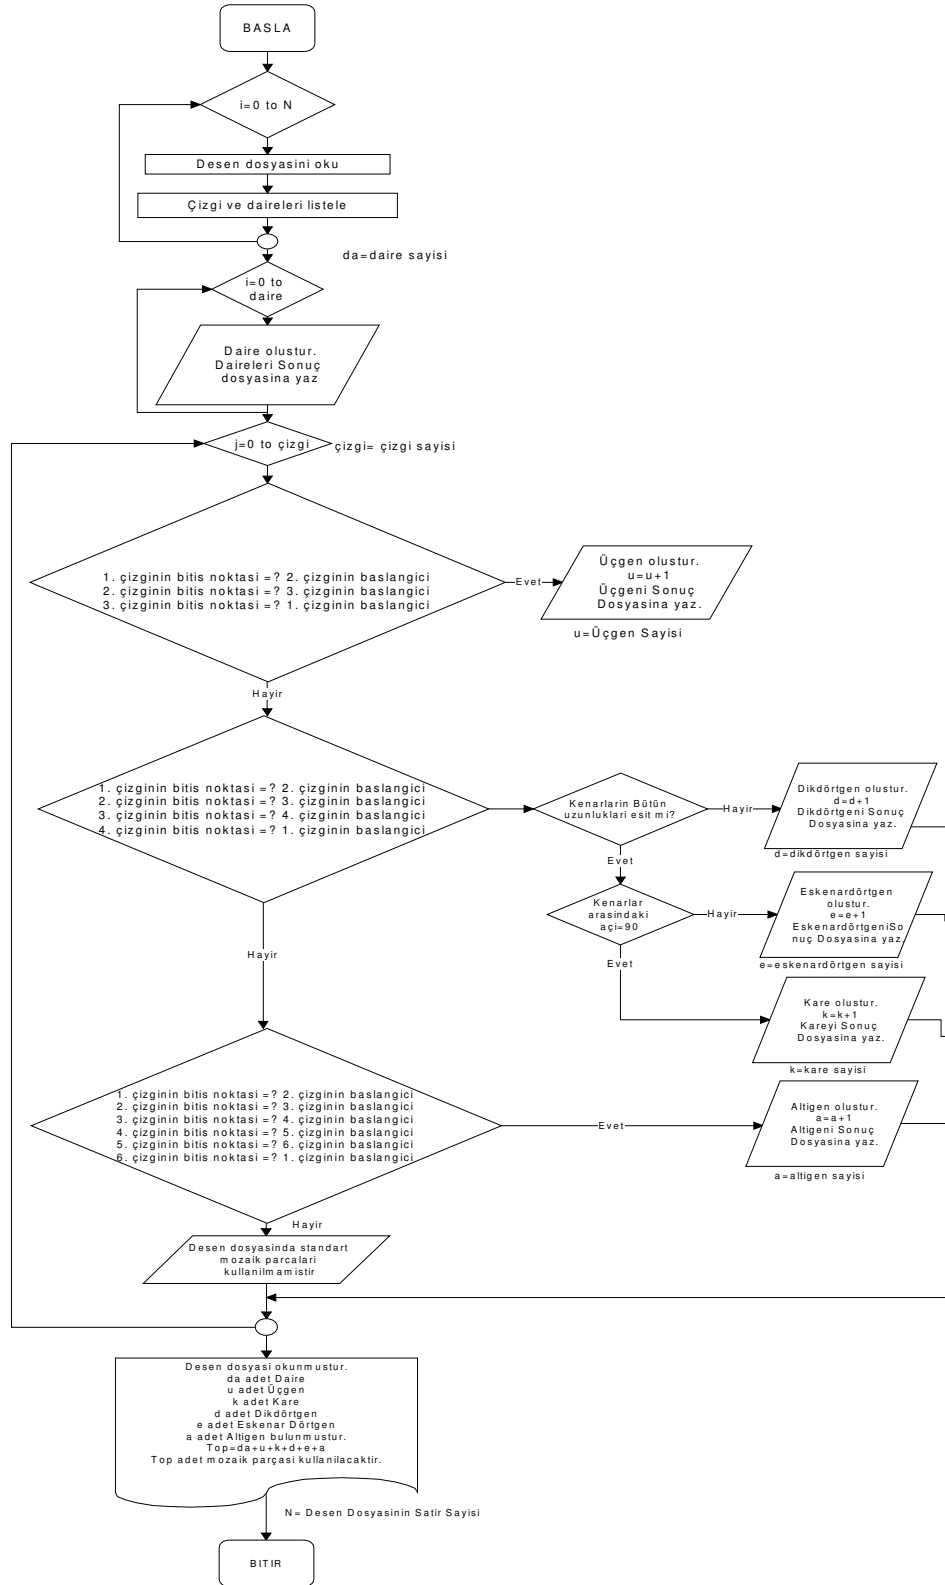 BASLA
i=0 to N
Desen dosyasini oku
Çizgi ve daireleri listele
da=daire sayisi
i=0 to
daire
Daire olustur.
Daireleri Sonuç
dosyasina yaz
j=0 to çizgi
çizgi= çizgi sayisi
1. çizginin bitis noktasi =? 2. çizginin baslangici
2. çizginin bitis noktasi =? 3. çizginin baslangici
3. çizginin bitis noktasi =? 1. çizginin baslangici
Evet
Üçgen olustur.
u=u+1
Üçgeni Sonuç
Dosyasina yaz.
u=Üçgen Sayisi
Hayir
1. çizginin bitis noktasi =? 2. çizginin baslangici
2. çizginin bitis noktasi =? 3. çizginin baslangici
3. çizginin bitis noktasi =? 4. çizginin baslangici
4. çizginin bitis noktasi =? 1. çizginin baslangici
Kenarlarin Bütün
uzunluklari esit mi?
Hayir
Dikdörtgen olustur.
d=d+1
Dikdörtgeni Sonuç
Dosyasina yaz.
d=dikdörtgen sayisi
Evet
Kenarlar
arasindaki
açi=90
Hayir
Eskenardörtgen
olustur.
e=e+1
EskenardörtgeniSo
nuç Dosyasina yaz.
e=eskenardörtgen sayisi
Evet
Kare olustur.
k=k+1
Kareyi Sonuç
Dosyasina yaz.
k=kare sayisi
Hayir
1. çizginin bitis noktasi =? 2. çizginin baslangici
2. çizginin bitis noktasi =? 3. çizginin baslangici
3. çizginin bitis noktasi =? 4. çizginin baslangici
4. çizginin bitis noktasi =? 5. çizginin baslangici
5. çizginin bitis noktasi =? 6. çizginin baslangici
6. çizginin bitis noktasi =? 1. çizginin baslangici
Evet
Altigen olustur.
a=a+1
Altigeni Sonuç
Dosyasina yaz.
a=altigen sayisi
Hayir
Desen dosyasinda standart
mozaik parcalari
kullanilmamistir
Desen dosyasi okunmustur.
da adet Daire
u adet Üçgen
k adet Kare
d adet Dikdörtgen
e adet Eskenar Dörtgen
a adet Altigen bulunmustur.
Top=da+u+k+d+e+a
Top adet mozaik parçasi kullanilacaktir.
N= Desen Dosyasinin Satir Sayisi
BITIR